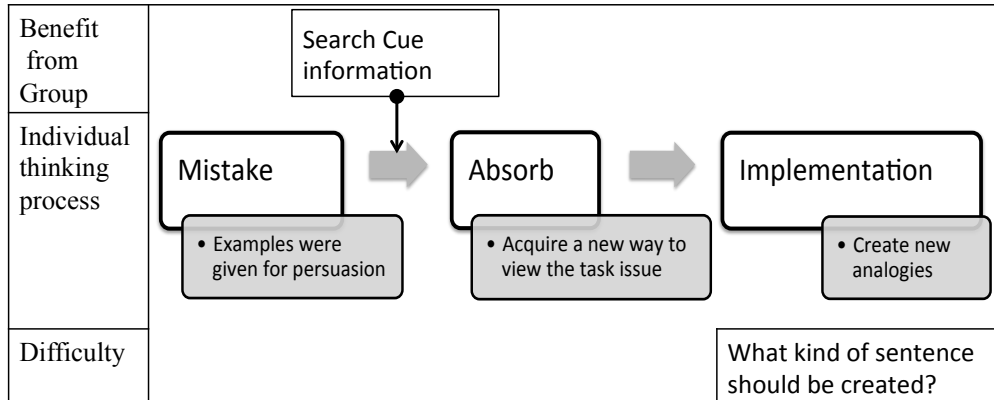 Benefit
from
Group
Search Cue
information
Individual
thinking
process
Mistake
• Examples were
given for persuasion
Absorb
• Acquire a new way to
view the task issue
Implementation
• Create new
analogies
Difficulty
What kind of sentence
should be created?